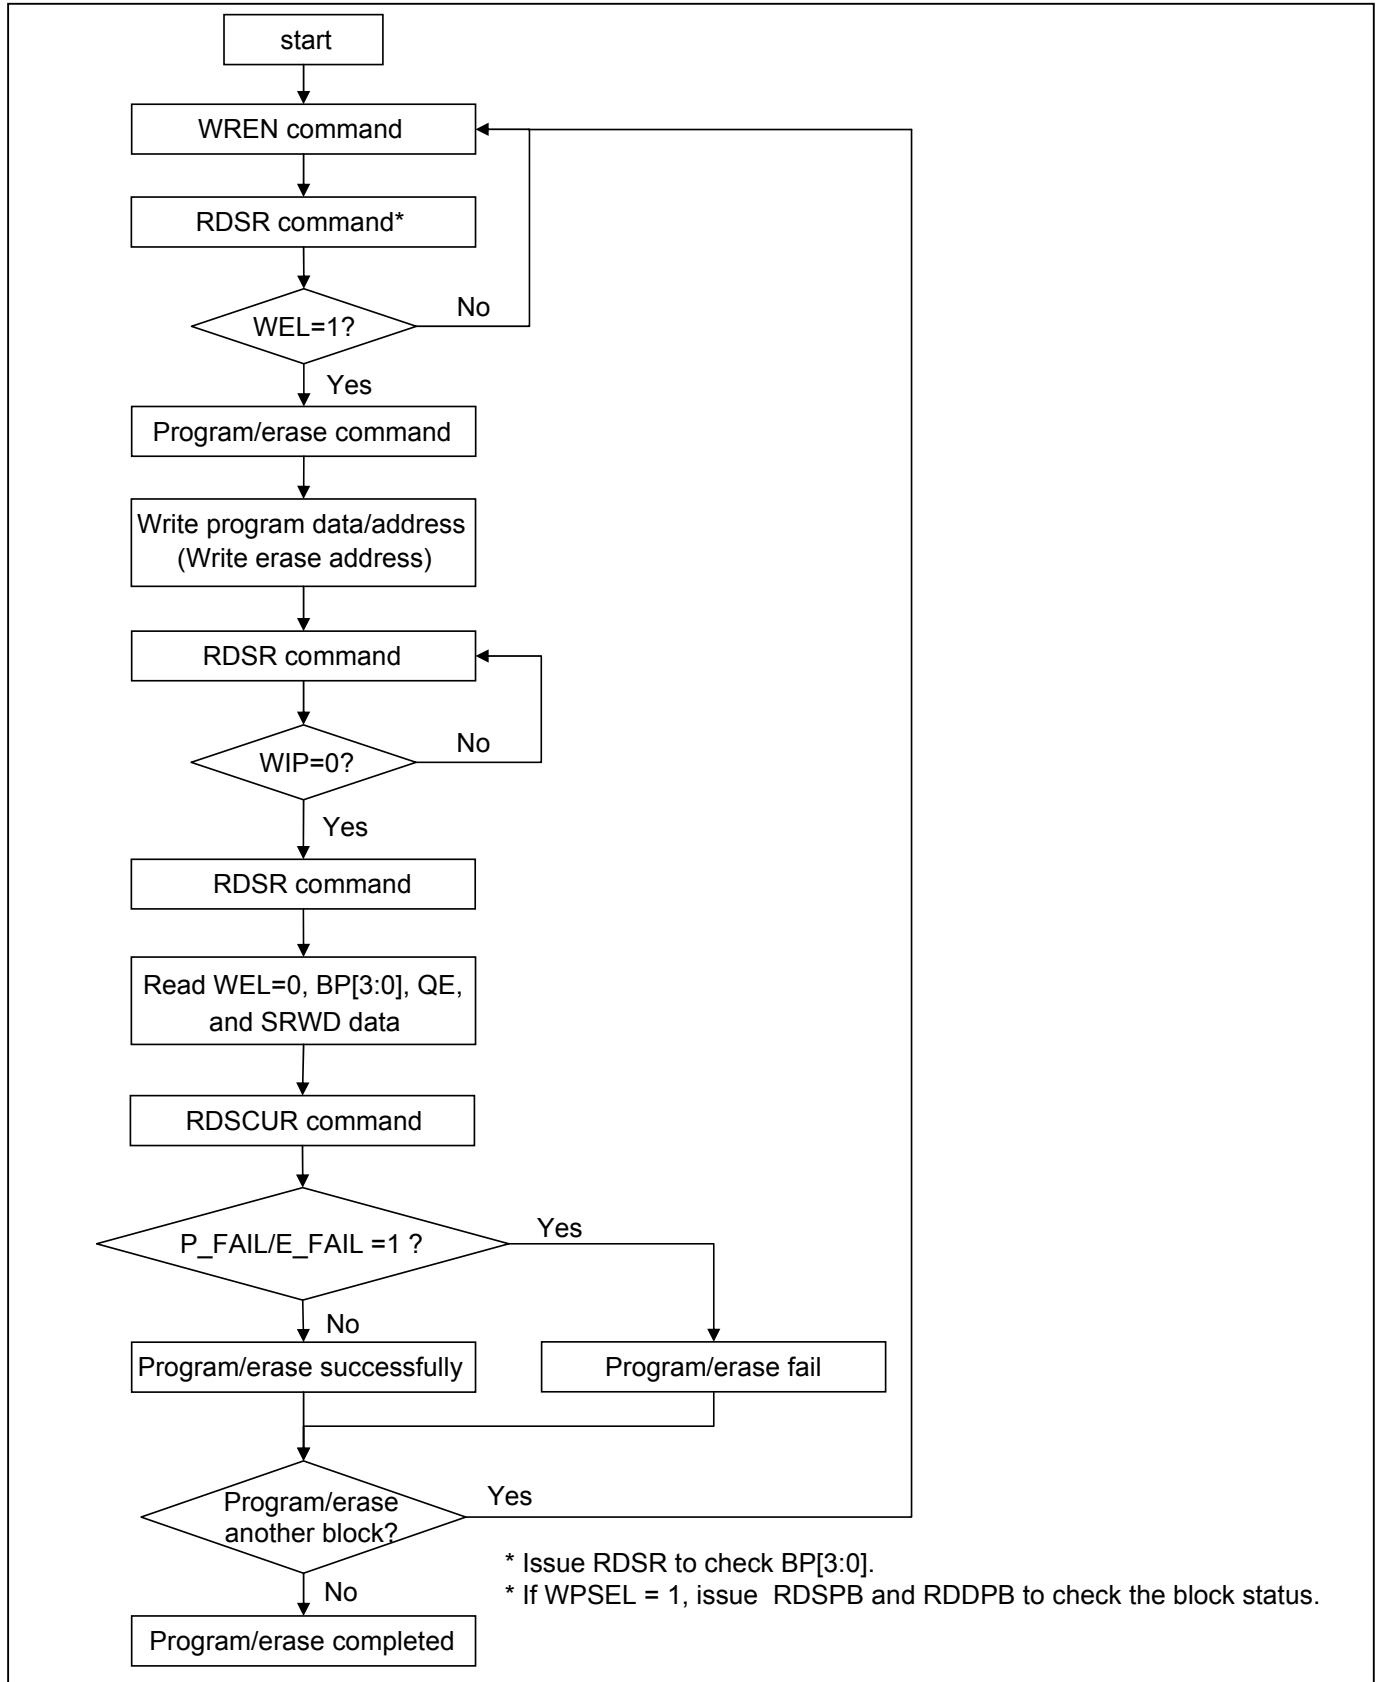 start
WREN command
RDSR command*
WEL=1?
No
Yes
Program/erase command
Write program data/address
(Write erase address)
RDSR command
WIP=0?
No
Yes
RDSR command
Read WEL=0, BP[3:0], QE,
and SRWD data
RDSCUR command
P_FAIL/E_FAIL =1 ?
Yes
No
Program/erase successfully
Program/erase fail
Program/erase
another block?
Yes
No
* Issue RDSR to check BP[3:0].
* If WPSEL = 1, issue  RDSPB and RDDPB to check the block status.
Program/erase completed